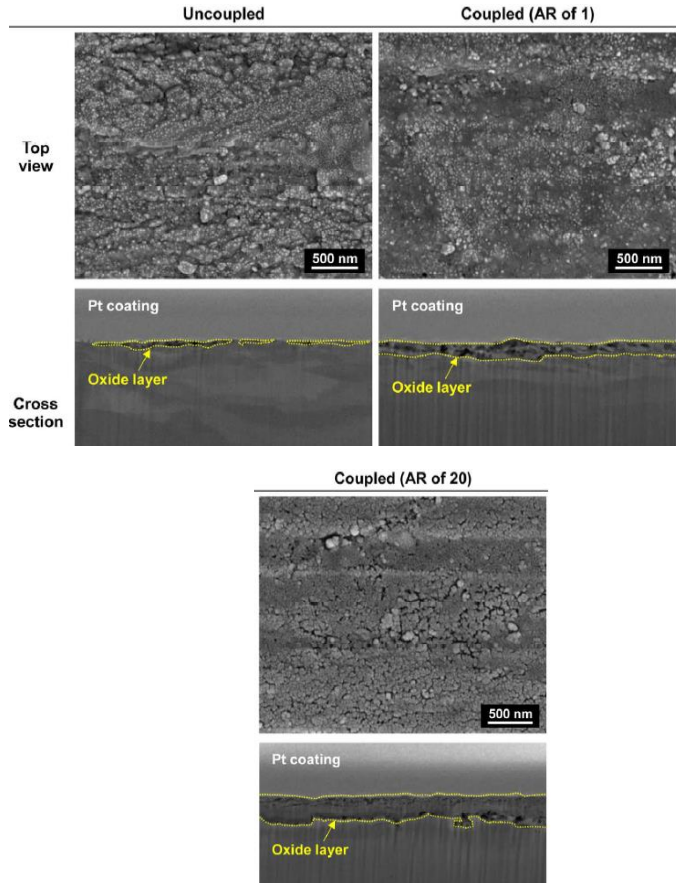 Uncoupled
Coupled (AR of 1)
Top
view
500 nm
500 nm
Pt coating
Oxide layer
Pt coating
Oxide layer
Cross
section
Coupled (AR of 20)
500 nm
Pt coating
Oxide layer